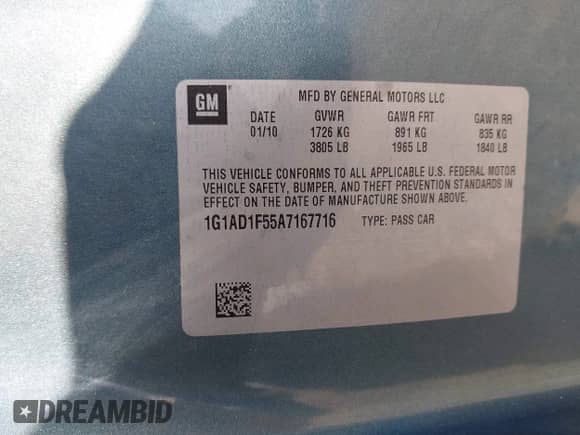 GM
MFD BY GENERAL MOTORS LLC
DATE GVWR GAWR FRT GAWR RR
01/10 1726 KG 891 KG 835 KG
3805 LB 1965 LB 1840 LB
THIS VEHICLE CONFORMS TO ALL APPLICABLE U.S. FEDERAL MOTOR
VEHICLE SAFETY, BUMPER, AND THEFT PREVENTION STANDARDS IN
EFFECT ON THE DATE OF MANUFACTURE SHOWN ABOVE.
1G1AD1F55A7167716 TYPE: PASS CAR
DREAMBID